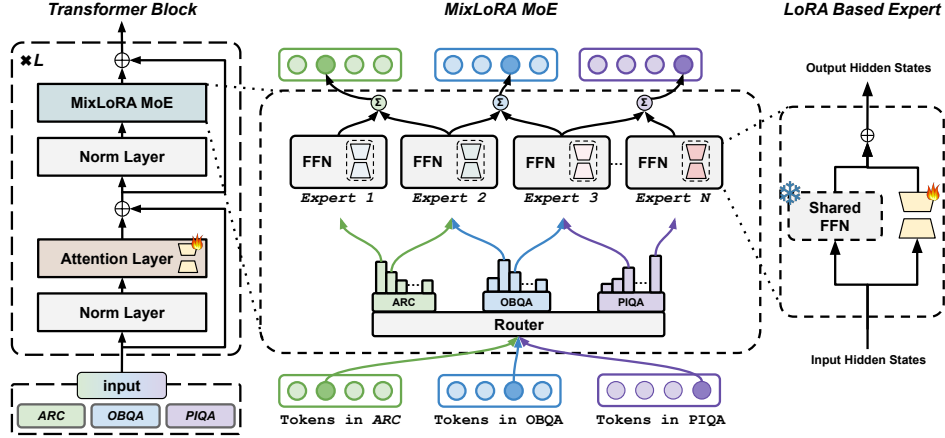 Transformer Block
×L
MixLoRA MoE
Norm Layer
Attention Layer
Norm Layer
input
ARC
OBQA
PIQA
MixLoRA MoE
Σ
Σ
Σ
FFN
FFN
FFN
FFN
Expert 1
Expert 2
Expert 3
Expert N
ARC
OBQA
PIQA
Router
Tokens in ARC
Tokens in OBQA
Tokens in PIQA
LoRA Based Expert
Output Hidden States
Shared
FFN
Input Hidden States